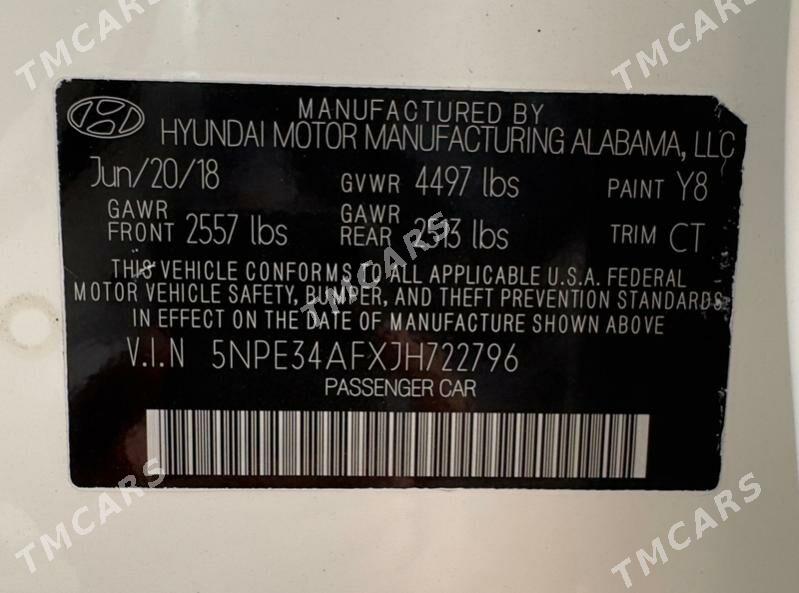 TMCARS
TMCARS
MANUFACTURED BY
HYUNDAI MOTOR MANUFACTURING ALABAMA, LLC
Jun/20/18 GVWR 4497 lbs PAINT Y8
GAWR FRONT 2557 lbs GAWR REAR 2513 lbs TRIM CT
TMCARS
THIS VEHICLE CONFORMS TO ALL APPLICABLE U.S.A. FEDERAL
MOTOR VEHICLE SAFETY, BUMPER, AND THEFT PREVENTION STANDARDS
IN EFFECT ON THE DATE OF MANUFACTURE SHOWN ABOVE
V.I.N 5NPE34AFXJH722796
PASSENGER CAR
TMCARS
TMCARS